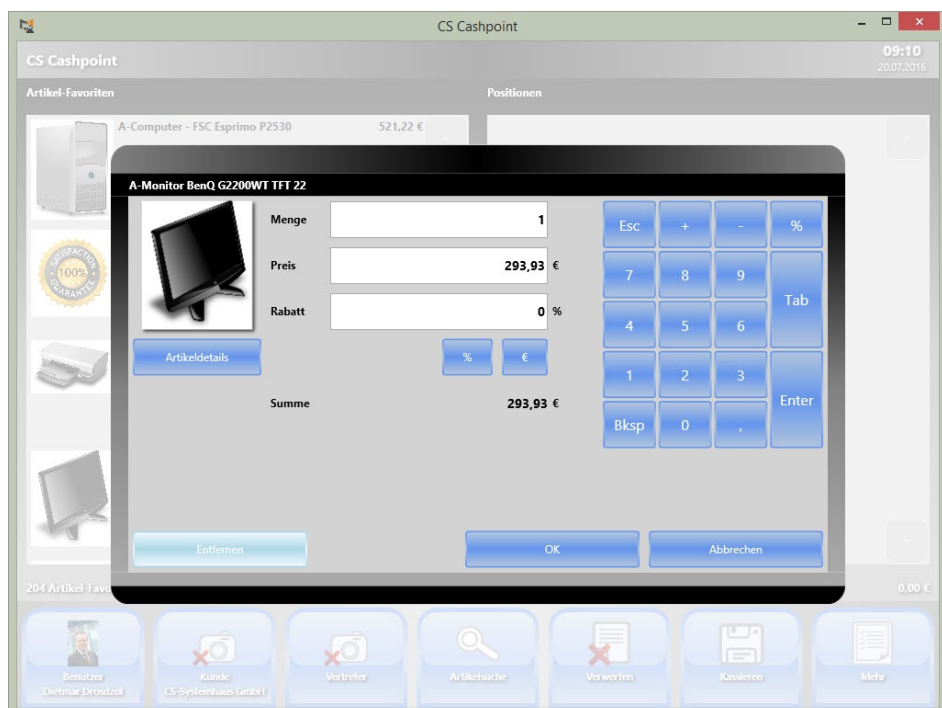 CS Cashpoint
CS Cashpoint
09:10
20.07.2016
Artikel-Favoriten
Positionen
A-Computer - FSC Esprimo P2530 521,22 €
SATISFACTION
100%
GUARANTEE
A-Monitor BenQ G2200WT TFT 22
Menge 1
Preis 293,93 €
Rabatt 0 %
Artikeldetails
% €
Summe 293,93 €
Esc + - %
7 8 9 Tab
4 5 6
1 2 3 Enter
Bksp 0 ,
Entfernen
OK
Abbrechen
204 Artikel-Favo
0,00 €
Benutzer
Dietmar Drosdzol
Kunde
CS-Systemhaus GmbH
Vertreter
Artikelsuche
Verwerfen
Kassieren
Mehr